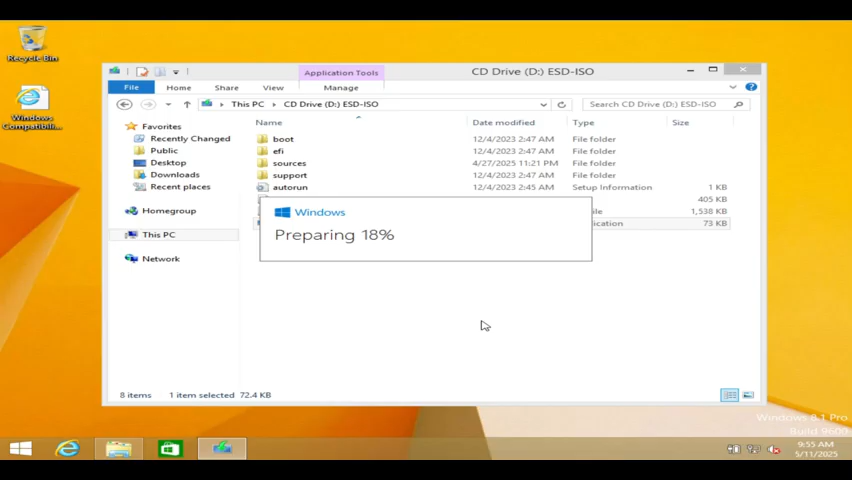 Recycle Bin
Windows
Compatibili...
Application Tools
CD Drive (D:) ESD-ISO
File
Home
Share
View
Manage
This PC
CD Drive (D:) ESD-ISO
Search CD Drive (D:) ESD-ISO
Name
Date modified
Type
Size
Favorites
Recently Changed
Public
Desktop
Downloads
Recent places
Homegroup
This PC
Network
boot 12/4/2023 2:47 AM File folder
efi 12/4/2023 2:47 AM File folder
sources 4/27/2025 11:21 PM File folder
support 12/4/2023 2:47 AM File folder
autorun 12/4/2023 2:45 AM Setup Information 1 KB
405 KB
file 1,538 KB
ication 73 KB
Windows
Preparing 18%
8 items 1 item selected 72.4 KB
Windows 8.1 Pro
Build 9600
9:55 AM
5/11/2025